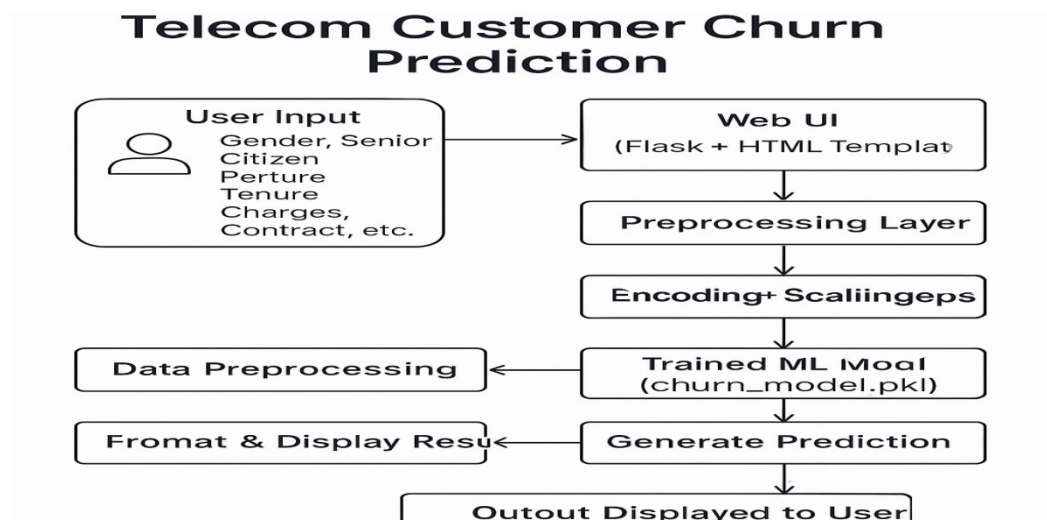 Telecom Customer Churn
Prediction
User Input
Gender, Senior
Citizen
Perture
Tenure
Charges,
Contract, etc.
Web UI
(Flask + HTML Templat
Preprocessing Layer
Encoding+ Scaliingeps
Trained ML Mоɑl
(churn_model.pkl)
Data Preprocessing
Generate Prediction
Fromat & Display Resu
Outout Displayed to User